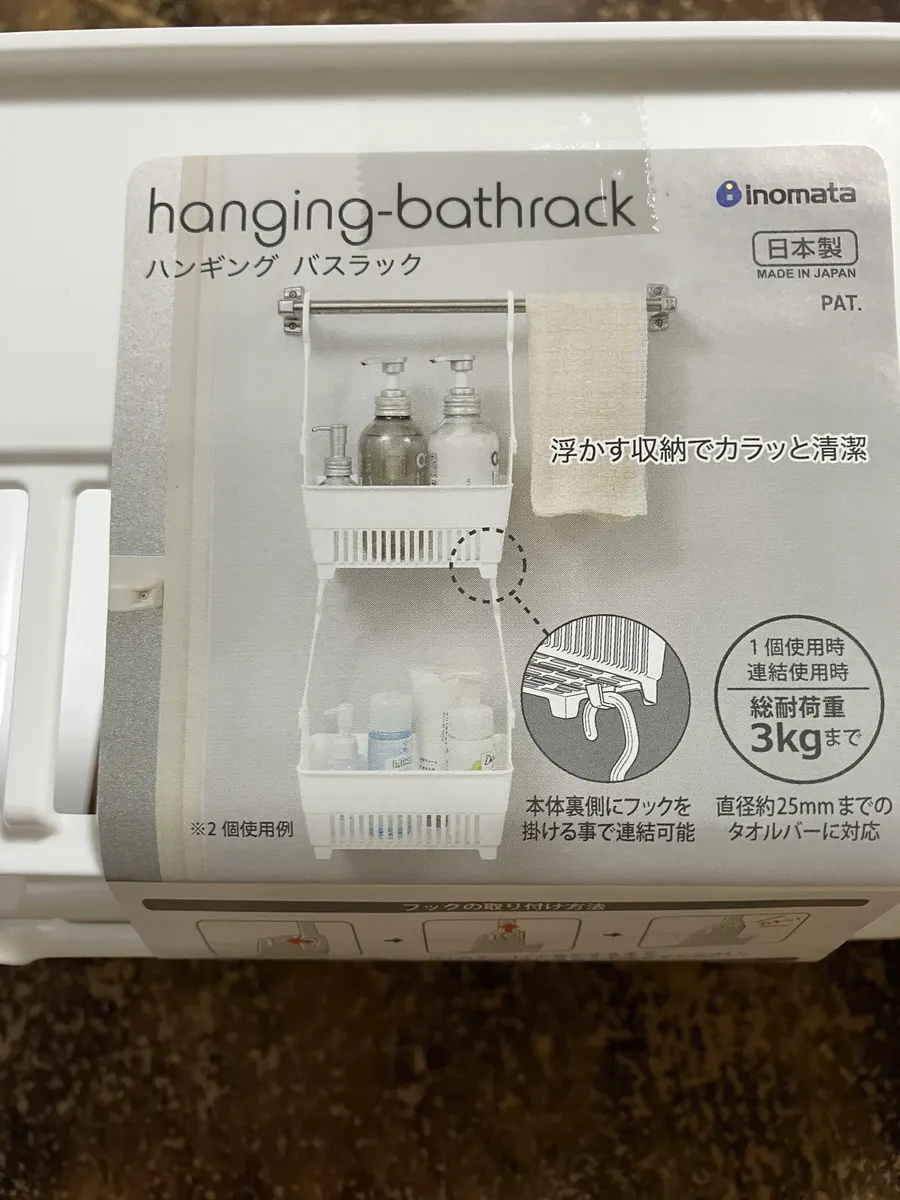 hanging-bathrack
ハンギング バスラック
inomata
日本製
MADE IN JAPAN
PAT.
浮かす収納でカラッと清潔
1個使用時
連結使用時
総耐荷重
3kgまで
※2個使用例
本体裏側にフックを
掛ける事で連結可能
直径約25mmまでの
タオルバーに対応
フックの取り付け方法